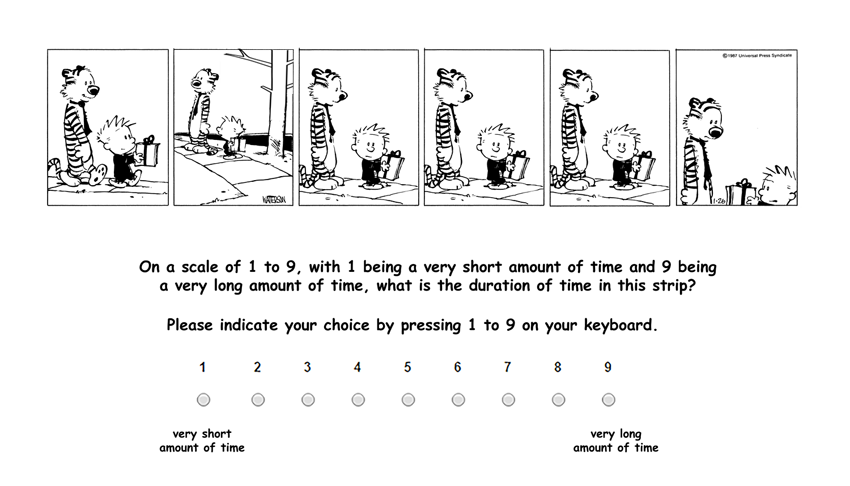 ©1987 Universal Press Syndicate
WATTERSON
1-26
On a scale of 1 to 9, with 1 being a very short amount of time and 9 being
a very long amount of time, what is the duration of time in this strip?
Please indicate your choice by pressing 1 to 9 on your keyboard.
1 2 3 4 5 6 7 8 9
very short very long
amount of time amount of time